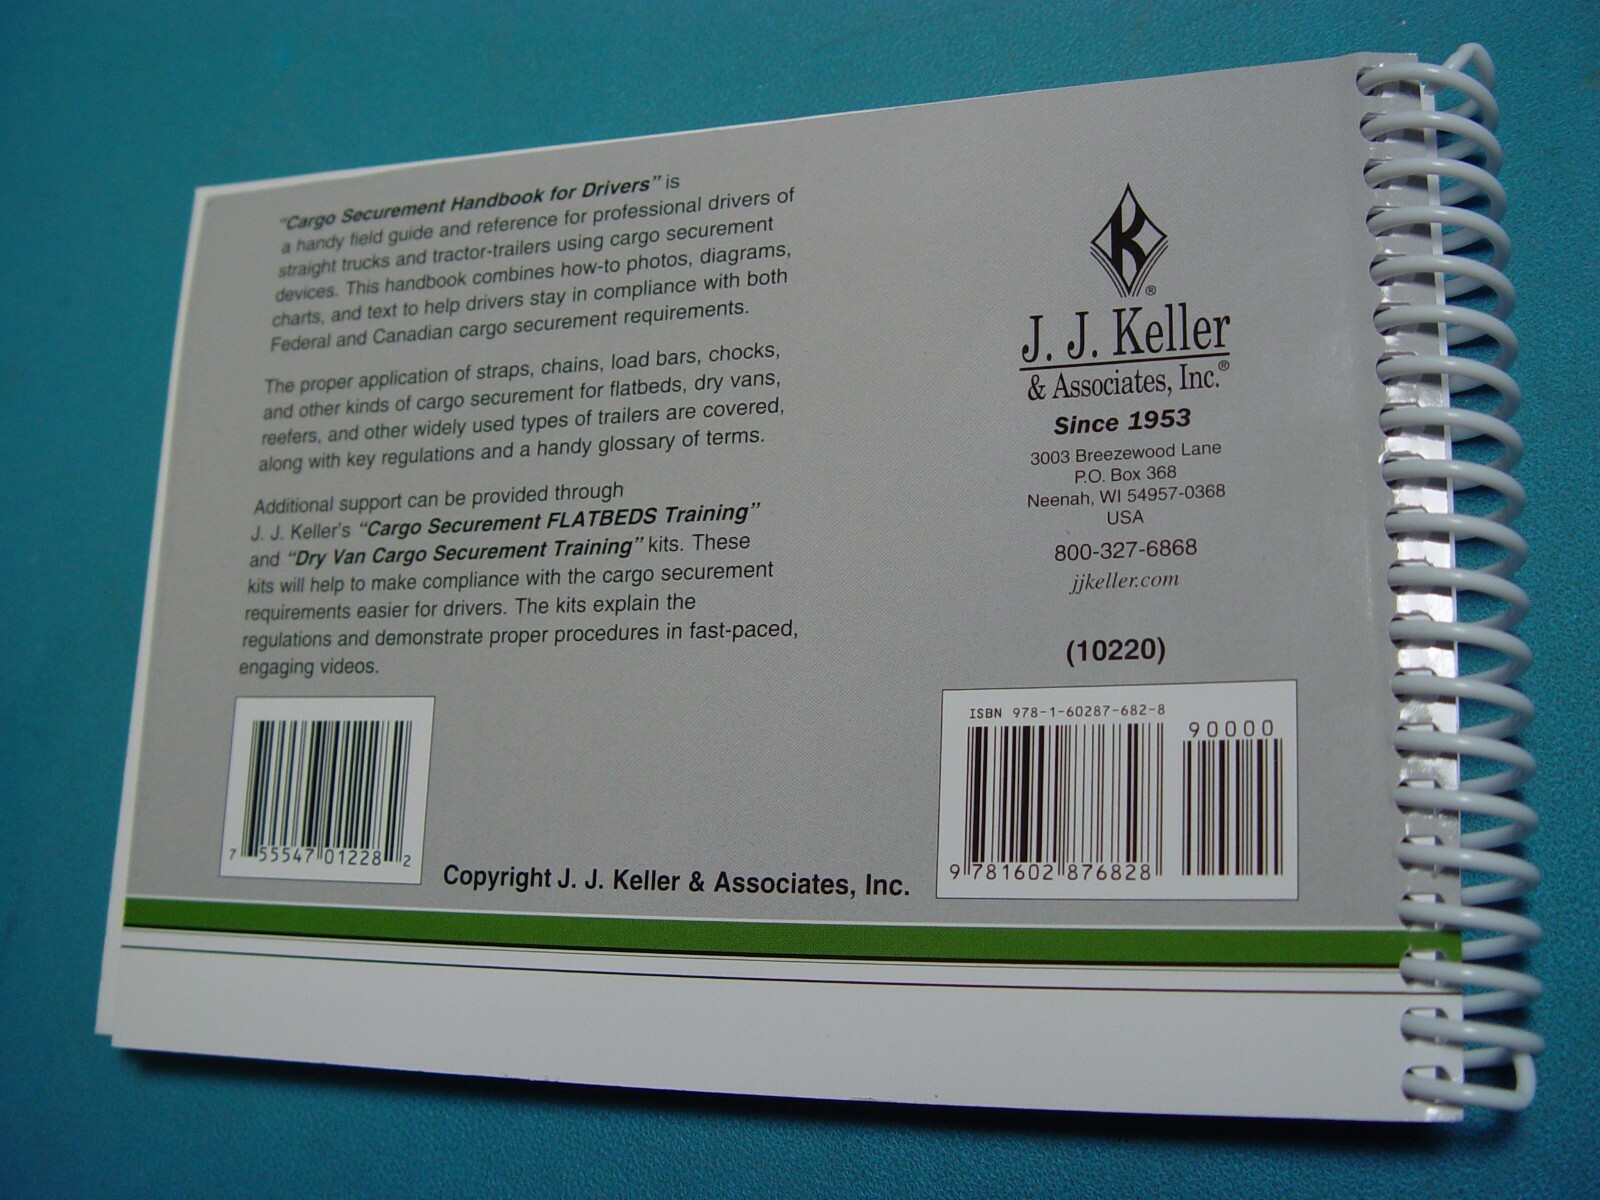 "Cargo Securement Handbook for Drivers" is
a handy field guide and reference for professional drivers of
straight trucks and tractor-trailers using cargo securement
devices. This handbook combines how-to photos, diagrams,
charts, and text to help drivers stay in compliance with both
Federal and Canadian cargo securement requirements.
The proper application of straps, chains, load bars, chocks,
and other kinds of cargo securement for flatbeds, dry vans,
reefers, and other widely used types of trailers are covered,
along with key regulations and a handy glossary of terms.
Additional support can be provided through
J. J. Keller's "Cargo Securement FLATBEDS Training"
and "Dry Van Cargo Securement Training" kits. These
kits will help to make compliance with the cargo securement
requirements easier for drivers. The kits explain the
regulations and demonstrate proper procedures in fast-paced,
engaging videos.
7 55547 01228 2
Copyright J. J. Keller & Associates, Inc.
K®
J. J. Keller
& Associates, Inc.®
Since 1953
3003 Breezewood Lane
P.O. Box 368
Neenah, WI 54957-0368
USA
800-327-6868
jjkeller.com
(10220)
ISBN 978-1-60287-682-8
90000
9 781602 876828